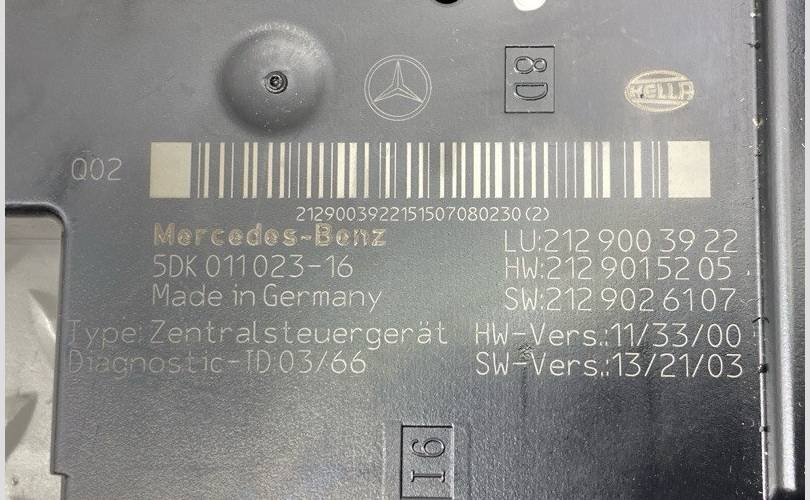 8D
HELLA
Q02
2129003922151507080230(2)
Mercedes-Benz
LU:212 900 39 22
5DK 011 023-16
HW:212 901 52 05
Made in Germany
SW:212 902 61 07
Type: Zentralsteuergerät
HW-Vers.:11/33/00
Diagnostic-ID:03/66
SW-Vers.:13/21/03
I6